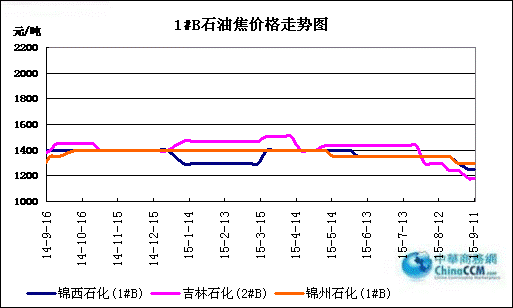 1#B石油焦价格走势图
元/吨
2200
2000
1800
1600
1400
1200
1000
14-9-16
14-10-16
14-11-15
14-12-15
15-1-14
15-2-13
15-3-15
15-4-14
15-5-14
15-6-13
15-7-13
15-8-12
15-9-11
锦西石化(1#B)
吉林石化(2#B)
锦州石化(1#B)
中華商務網
ChinaCCM.com